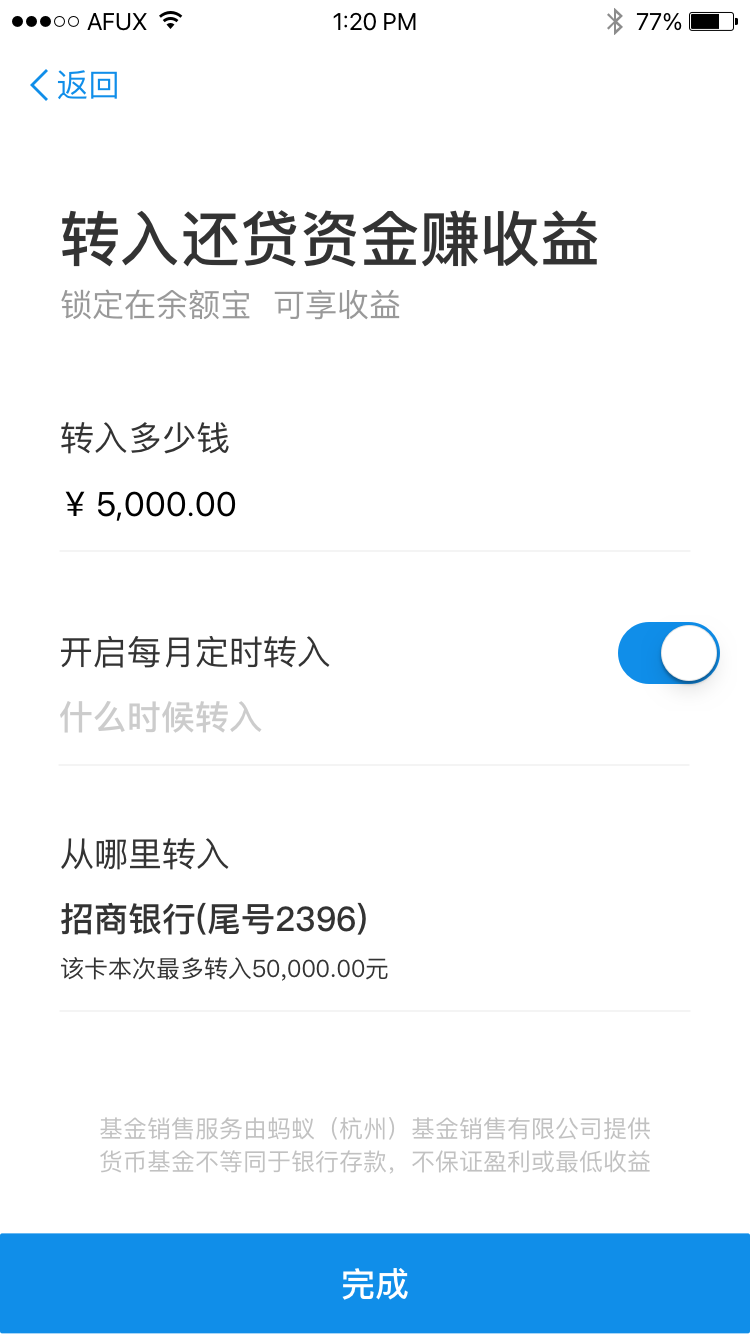 AFUX 1:20 PM 77%
返回
转入还贷资金赚收益
锁定在余额宝 可享收益
转入多少钱
¥ 5,000.00
开启每月定时转入
什么时候转入
从哪里转入
招商银行(尾号2396)
该卡本次最多转入50,000.00元
基金销售服务由蚂蚁（杭州）基金销售有限公司提供
货币基金不等同于银行存款，不保证盈利或最低收益
完成